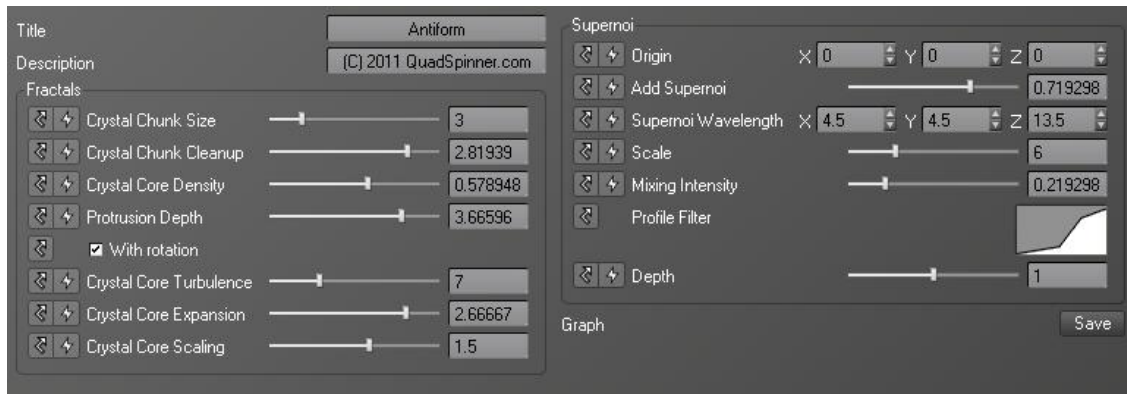 Title Antiform
Description (C) 2011 QuadSpinner.com
Fractals
Crystal Chunk Size 3
Crystal Chunk Cleanup 2.81939
Crystal Core Density 0.578948
Protrusion Depth 3.66596
With rotation
Crystal Core Turbulence 7
Crystal Core Expansion 2.66667
Crystal Core Scaling 1.5
Supernoi
Origin X 0 Y 0 Z 0
Add Supernoi 0.719298
Supernoi Wavelength X 4.5 Y 4.5 Z 13.5
Scale 6
Mixing Intensity 0.219298
Profile Filter
Depth 1
Graph Save